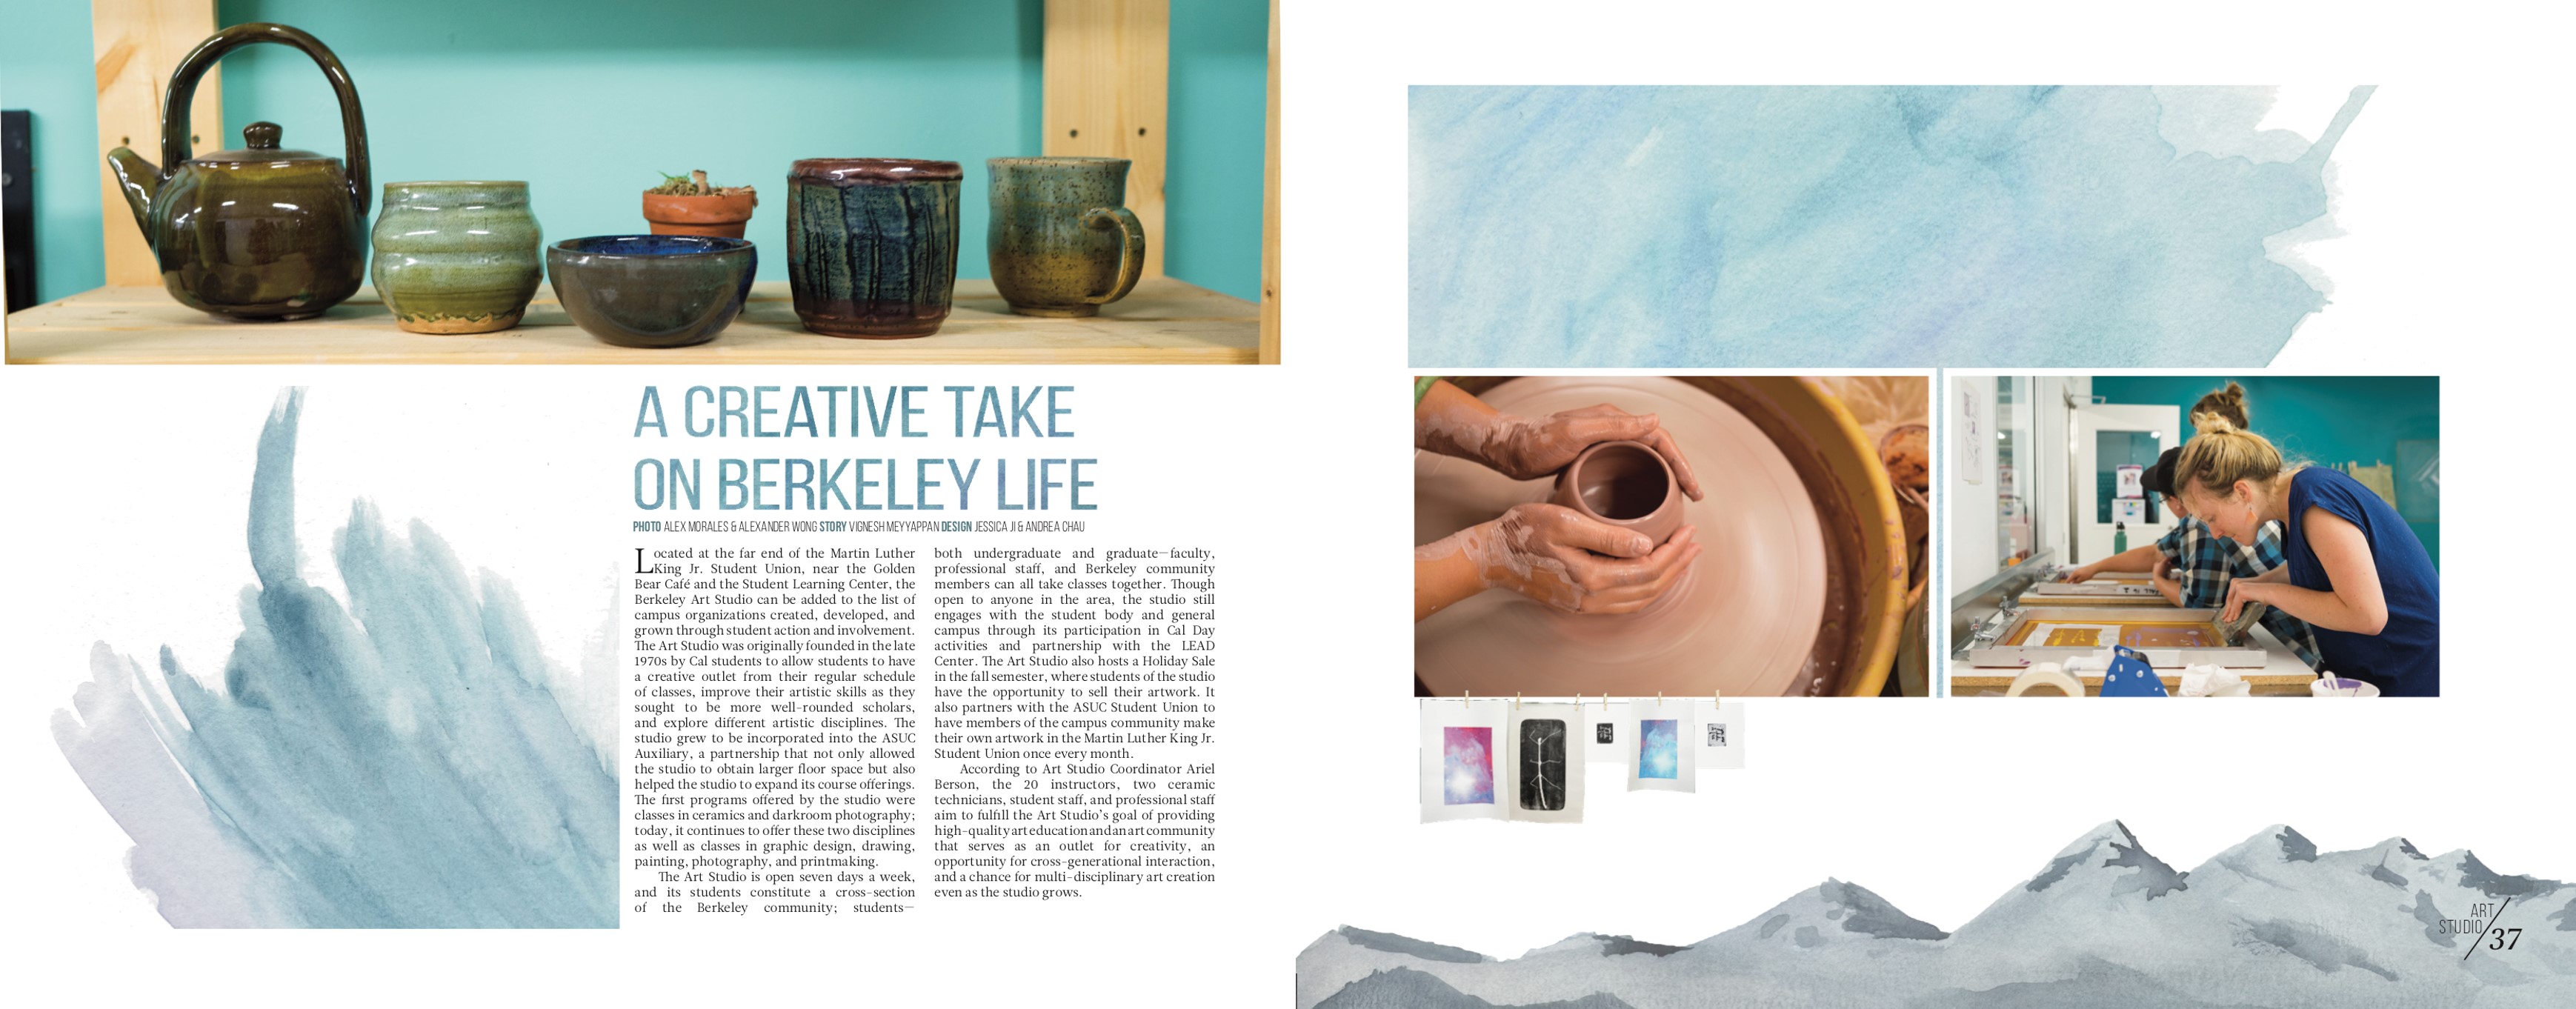 A CREATIVE TAKE
ON BERKELEY LIFE
PHOTO ALEX MORALES & ALEXANDER WONG STORY VIGNESH MEYYAPPAN DESIGN JESSICA JI & ANDREA CHAU
Located at the far end of the Martin Luther
King Jr. Student Union, near the Golden
Bear Café and the Student Learning Center, the
Berkeley Art Studio can be added to the list of
campus organizations created, developed, and
grown through student action and involvement.
The Art Studio was originally founded in the late
1970s by Cal students to allow students to have
a creative outlet from their regular schedule
of classes, improve their artistic skills as they
sought to be more well-rounded scholars,
and explore different artistic disciplines. The
studio grew to be incorporated into the ASUC
Auxiliary, a partnership that not only allowed
the studio to obtain larger floor space but also
helped the studio to expand its course offerings.
The first programs offered by the studio were
classes in ceramics and darkroom photography;
today, it continues to offer these two disciplines
as well as classes in graphic design, drawing,
painting, photography, and printmaking.
The Art Studio is open seven days a week,
and its students constitute a cross-section
of the Berkeley community; students—
both undergraduate and graduate—faculty,
professional staff, and Berkeley community
members can all take classes together. Though
open to anyone in the area, the studio still
engages with the student body and general
campus through its participation in Cal Day
activities and partnership with the LEAD
Center. The Art Studio also hosts a Holiday Sale
in the fall semester, where students of the studio
have the opportunity to sell their artwork. It
also partners with the ASUC Student Union to
have members of the campus community make
their own artwork in the Martin Luther King Jr.
Student Union once every month.
According to Art Studio Coordinator Ariel
Berson, the 20 instructors, two ceramic
technicians, student staff, and professional staff
aim to fulfill the Art Studio's goal of providing
high-quality art education and an art community
that serves as an outlet for creativity, an
opportunity for cross-generational interaction,
and a chance for multi-disciplinary art creation
even as the studio grows.
ART
STUDIO
37